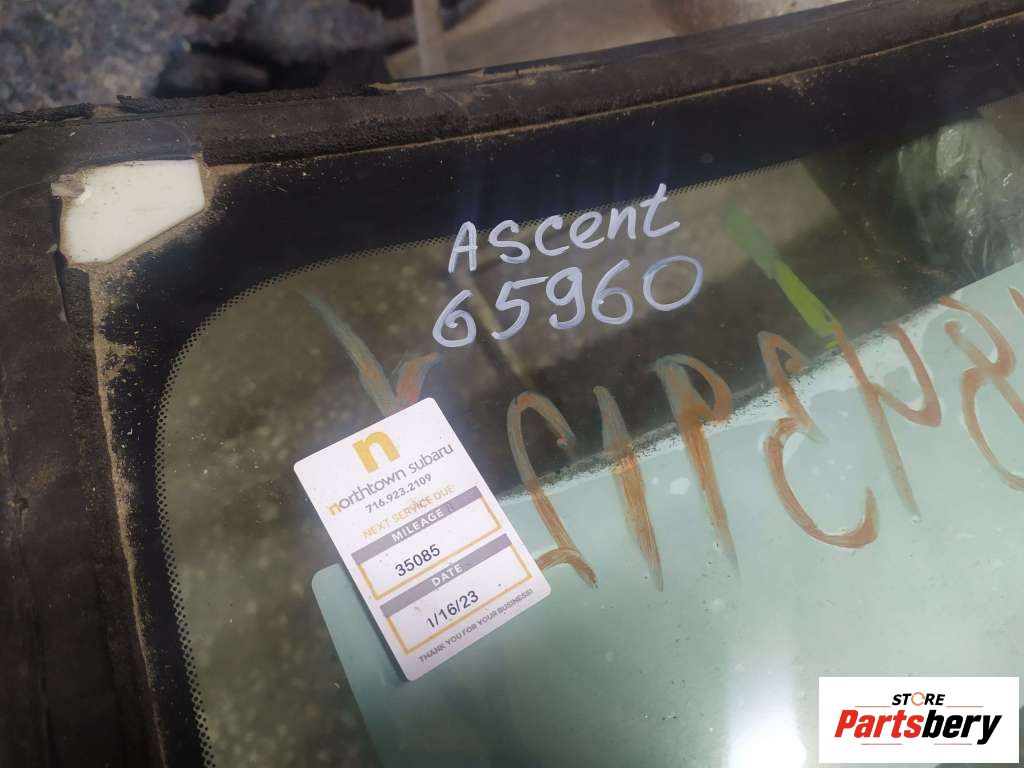 Ascent
65960
n
northtown subaru
716.923.2109
NEXT SERVICE DUE:
MILEAGE
35085
DATE
1/16/23
THANK YOU FOR YOUR BUSINESS!
STORE
Partsbery